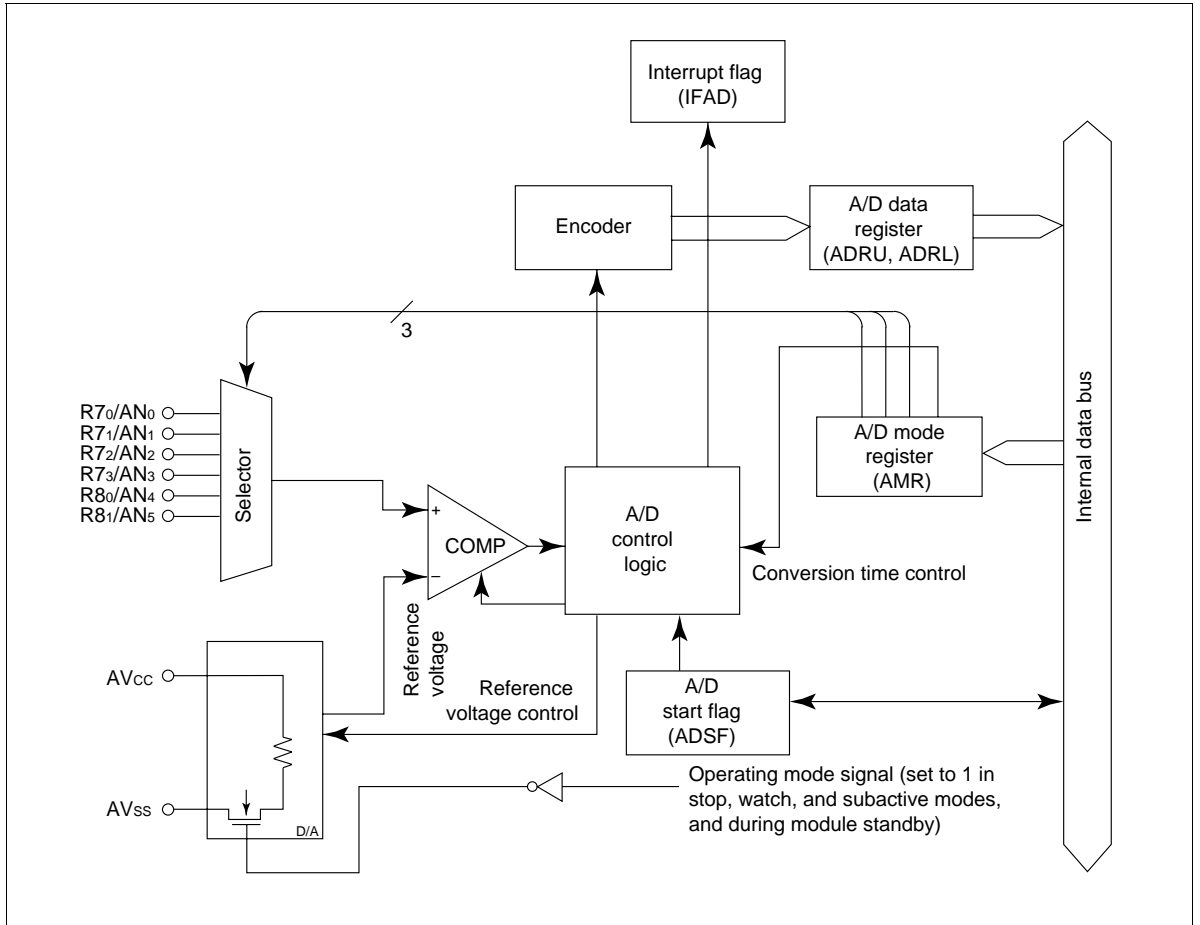 Interrupt flag
(IFAD)
Encoder
A/D data
register
(ADRU, ADRL)
3
R70/AN0
R71/AN1
R72/AN2
R73/AN3
R80/AN4
R81/AN5
Selector
A/D mode
register
(AMR)
Internal data bus
+
COMP
−
A/D
control
logic
Conversion time control
Reference
voltage
AVCC
Reference
voltage control
A/D
start flag
(ADSF)
AVSS
D/A
Operating mode signal (set to 1 in
stop, watch, and subactive modes,
and during module standby)